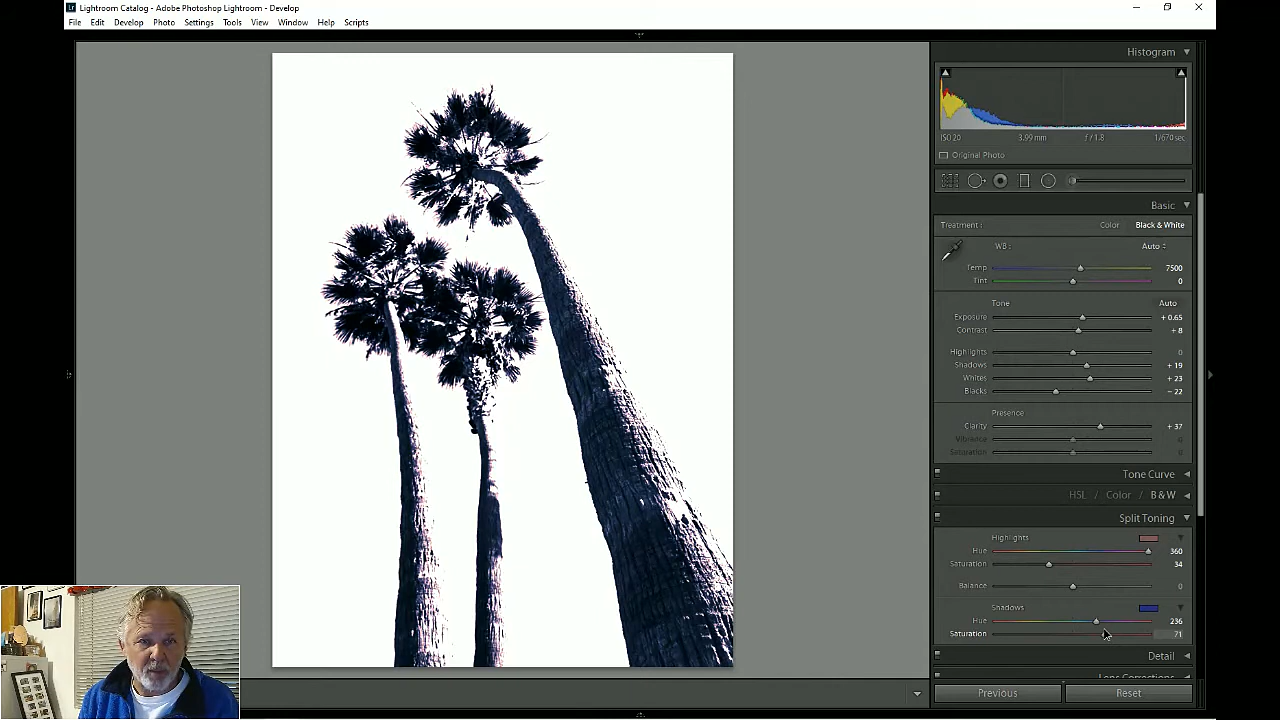 Lightroom Catalog - Adobe Photoshop Lightroom - Develop
File Edit Develop Photo Settings Tools View Window Help Scripts
Histogram
ISO 20 3.99 mm f / 1.8 1/670 sec
Original Photo
Basic
Treatment : Color Black & White
WB : Auto
Temp 7500
Tint 0
Tone Auto
Exposure + 0.65
Contrast + 8
Highlights 0
Shadows + 19
Whites + 23
Blacks - 22
Presence
Clarity + 37
Vibrance 0
Saturation 0
Tone Curve
HSL / Color / B & W
Split Toning
Highlights
Hue 360
Saturation 34
Balance 0
Shadows
Hue 236
Saturation 71
Detail
Lens Corrections
Previous Reset